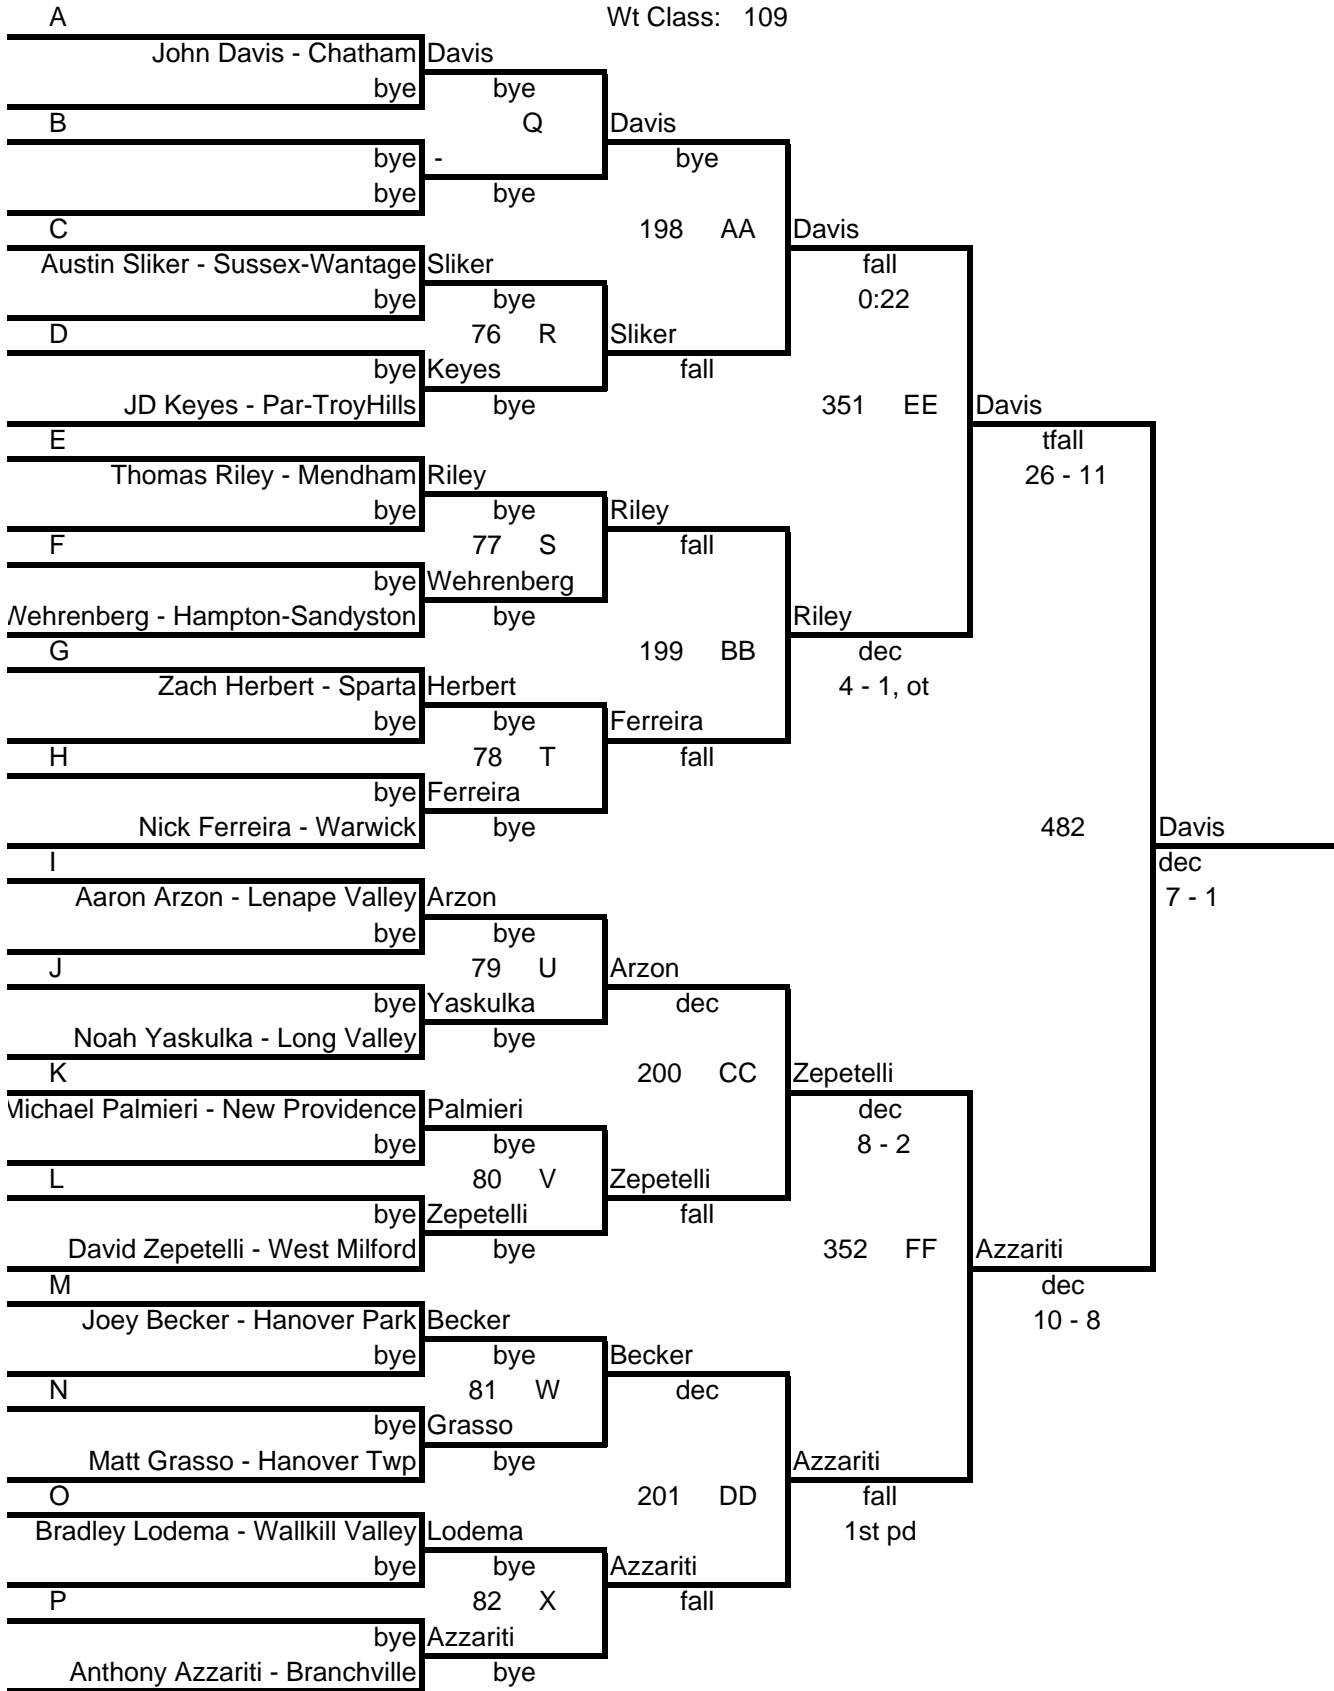 A Wt Class: 109
John Davis - Chatham Davis
bye bye
B Q Davis
bye - bye
bye bye
C 198 AA Davis
Austin Sliker - Sussex-Wantage Sliker fall
bye bye 0:22
D 76 R Sliker
bye Keyes fall
JD Keyes - Par-TroyHills bye 351 EE Davis
E tfall
Thomas Riley - Mendham Riley 26 - 11
bye bye Riley
F 77 S fall
bye Wehrenberg
Wehrenberg - Hampton-Sandyston bye Riley
G 199 BB dec
Zach Herbert - Sparta Herbert 4 - 1, ot
bye bye Ferreira
H 78 T fall
bye Ferreira
Nick Ferreira - Warwick bye 482 Davis
I dec
Aaron Arzon - Lenape Valley Arzon 7 - 1
bye bye
J 79 U Arzon
bye Yaskulka dec
Noah Yaskulka - Long Valley bye
K 200 CC Zepetelli
Michael Palmieri - New Providence Palmieri dec
bye bye 8 - 2
L 80 V Zepetelli
bye Zepetelli fall
David Zepetelli - West Milford bye 352 FF Azzariti
M dec
Joey Becker - Hanover Park Becker 10 - 8
bye bye Becker
N 81 W dec
bye Grasso
Matt Grasso - Hanover Twp bye Azzariti
O 201 DD fall
Bradley Lodema - Wallkill Valley Lodema 1st pd
bye bye Azzariti
P 82 X fall
bye Azzariti
Anthony Azzariti - Branchville bye